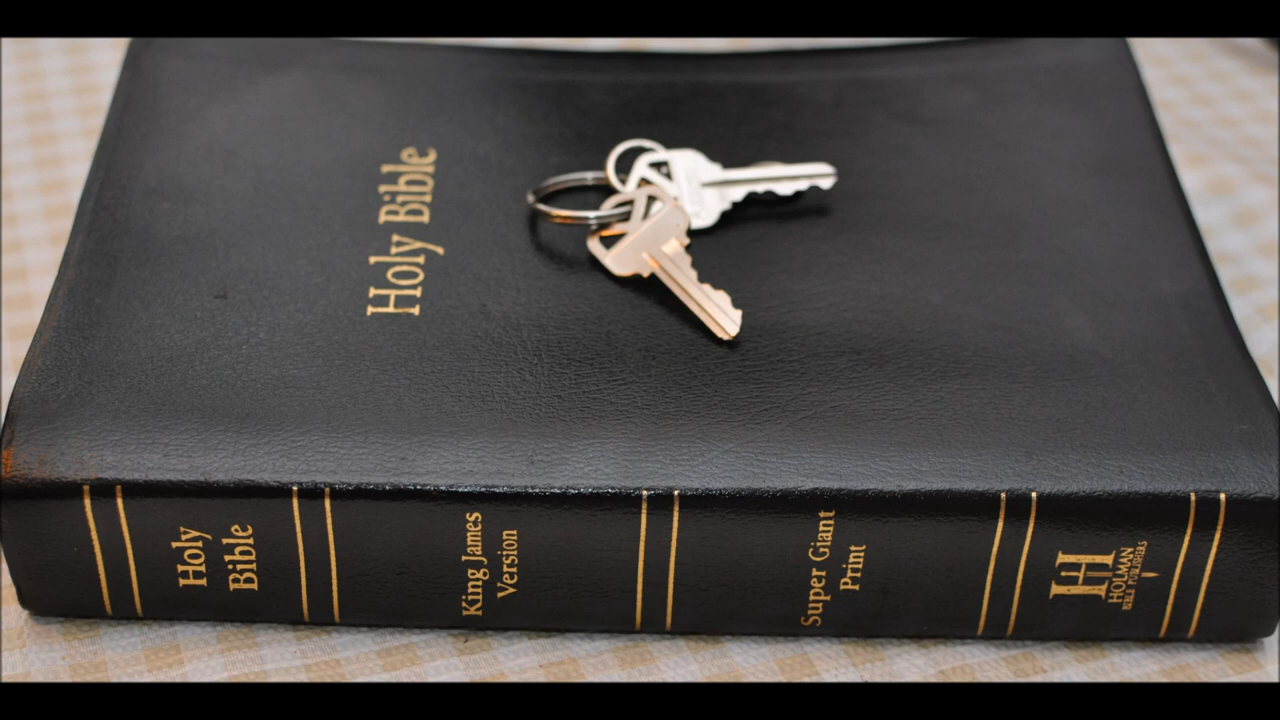 Holy Bible
Holy
Bible
King James
Version
Super Giant
Print
H
HOLMAN
BIBLE PUBLISHERS